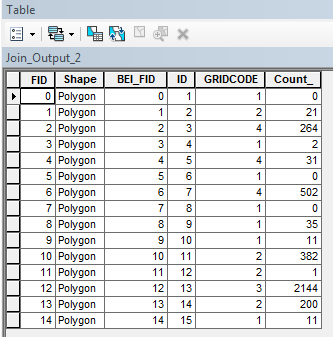 Table
Join_Output_2
FID Shape BEI_FID ID GRIDCODE Count_
0 Polygon 0 1 1 0
1 Polygon 1 2 2 21
2 Polygon 2 3 4 264
3 Polygon 3 4 1 2
4 Polygon 4 5 4 31
5 Polygon 5 6 1 0
6 Polygon 6 7 4 502
7 Polygon 7 8 1 0
8 Polygon 8 9 1 35
9 Polygon 9 10 1 11
10 Polygon 10 11 2 382
11 Polygon 11 12 2 1
12 Polygon 12 13 3 2144
13 Polygon 13 14 2 200
14 Polygon 14 15 1 11